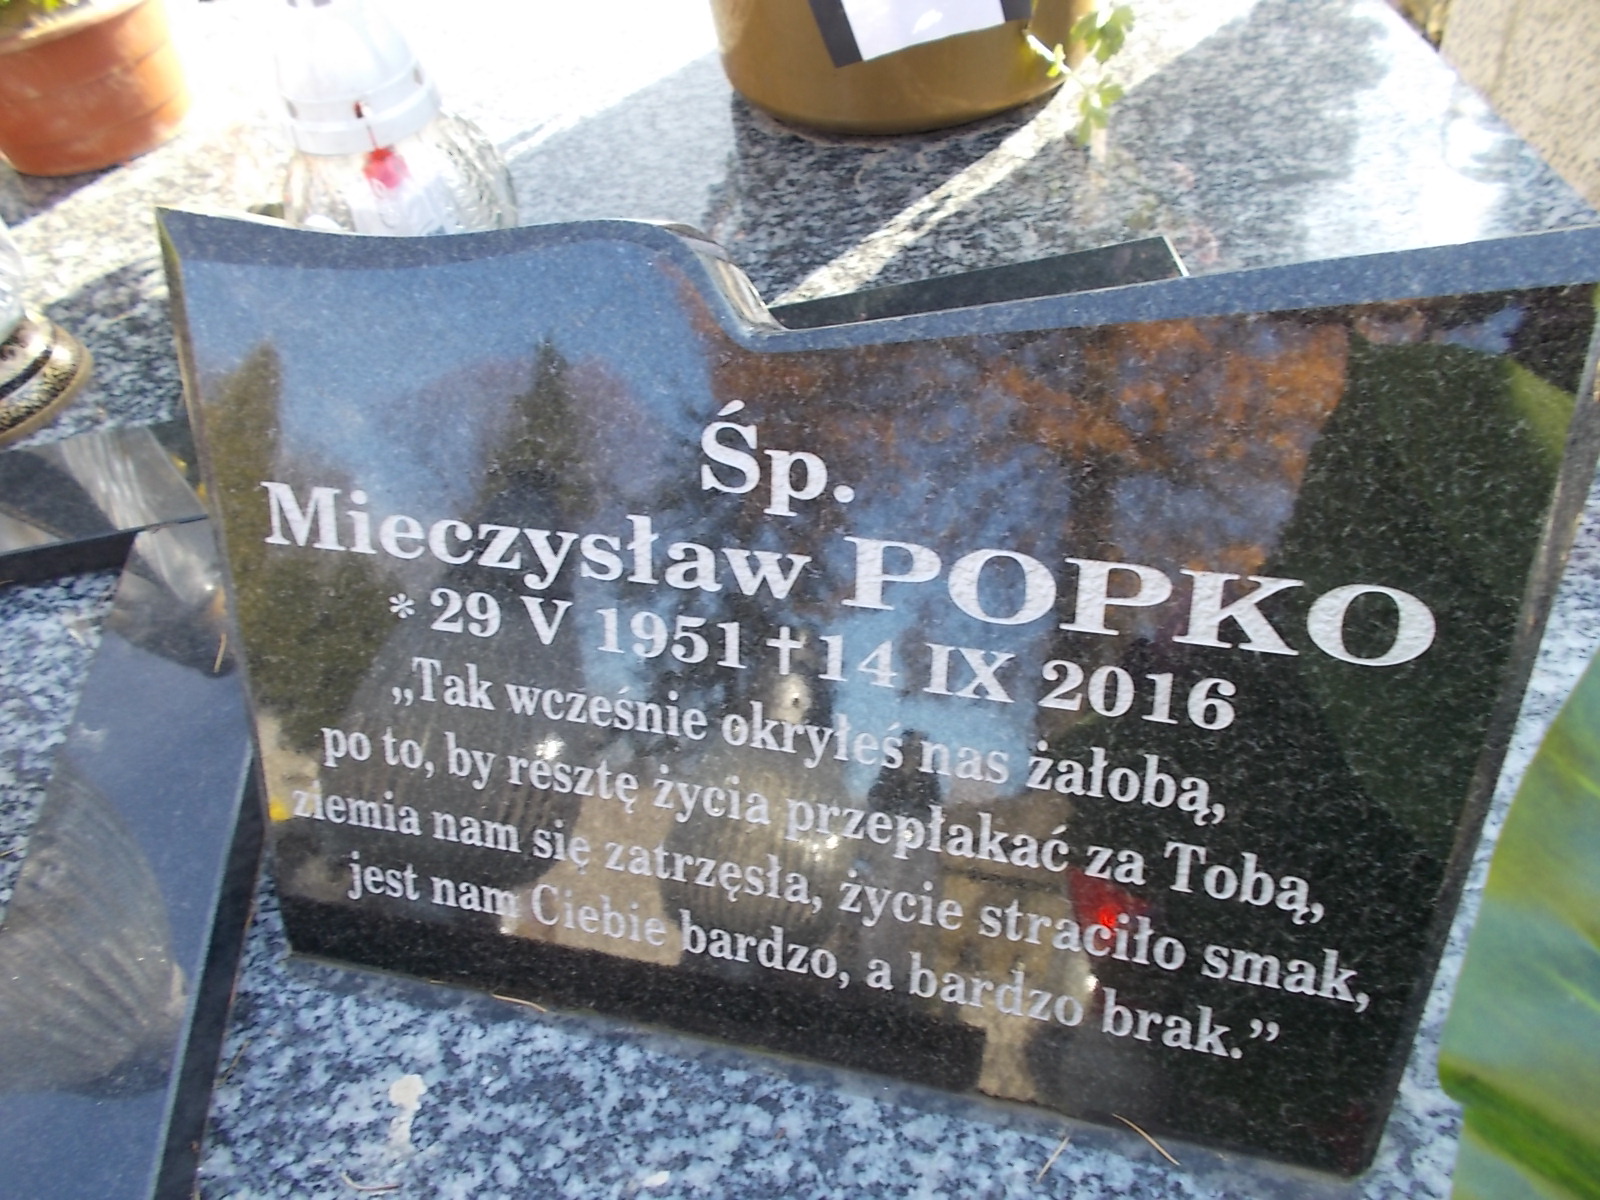 Śp.
Mieczysław POPKO
* 29 V 1951 † 14 IX 2016
„Tak wcześnie okryłeś nas żałobą,
po to, by resztę życia przepłakać za Tobą,
ziemia nam się zatrzęsła, życie straciło smak,
jest nam Ciebie bardzo, a bardzo brak.”